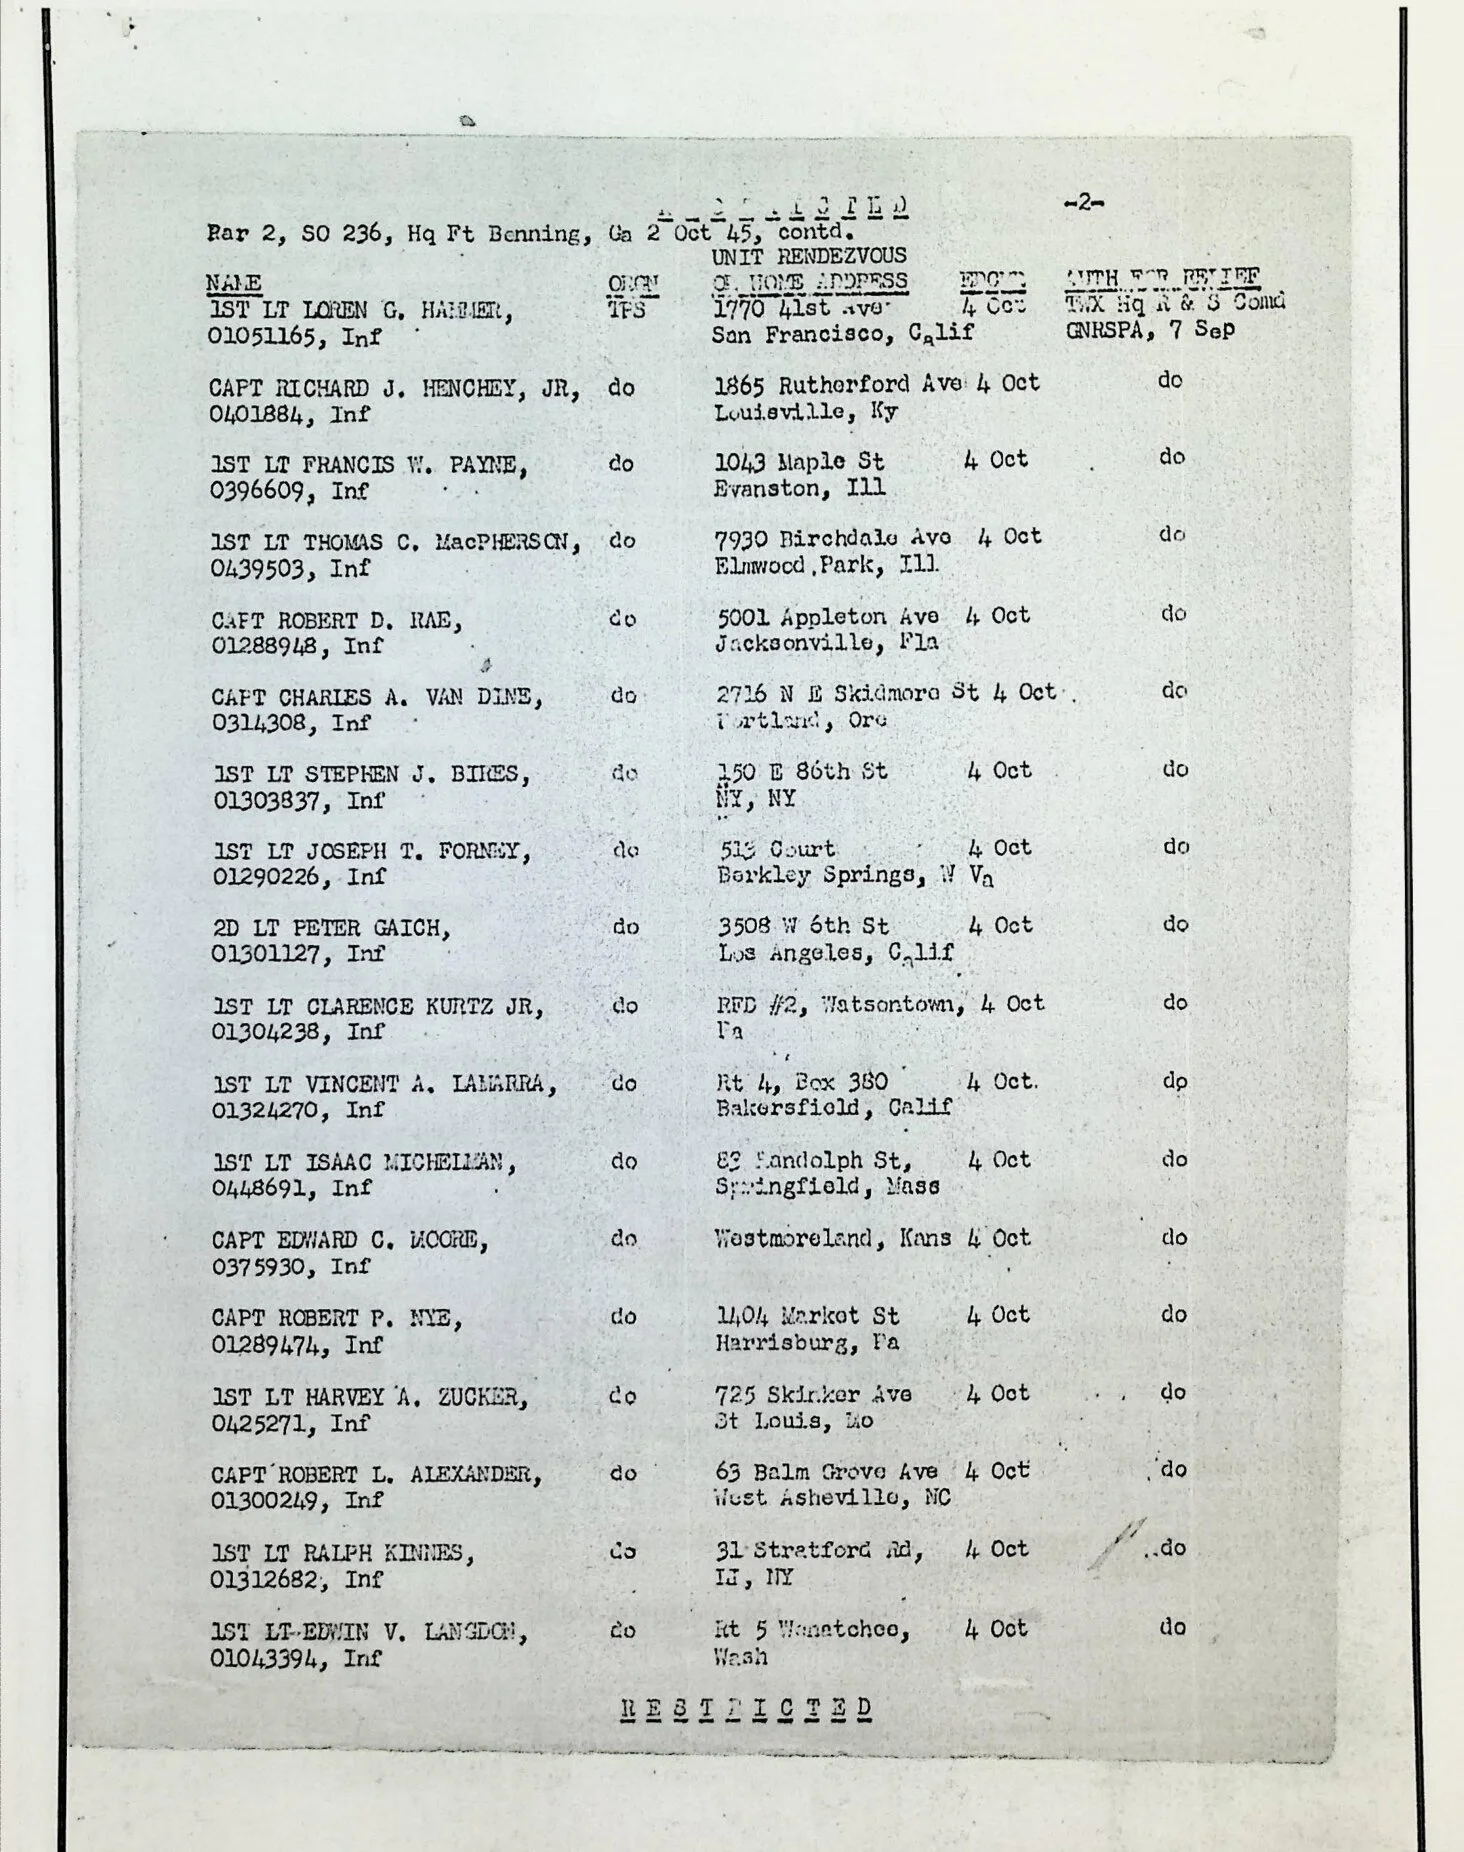 R E S T R I C T E D -2-
Par 2, SO 236, Hq Ft Benning, Ga 2 Oct 45, contd.
UNIT RENDEZVOUS
NAME ORGN OR HOME ADDRESS EDCMR AUTH FOR RELIEF
1ST LT LOREN G. HAMMER, TPS 1770 41st Ave 4 Oct TWX Hq R & S Comd
01051165, Inf San Francisco, Calif GNRSPA, 7 Sep
CAPT RICHARD J. HENCHEY, JR, do 1865 Rutherford Ave 4 Oct do
0401884, Inf Louisville, Ky
1ST LT FRANCIS W. PAYNE, do 1043 Maple St 4 Oct do
0396609, Inf Evanston, Ill
1ST LT THOMAS C. MacPHERSON, do 7930 Birchdale Ave 4 Oct do
0439503, Inf Elmwood Park, Ill
CAPT ROBERT D. RAE, do 5001 Appleton Ave 4 Oct do
01288948, Inf Jacksonville, Fla
CAPT CHARLES A. VAN DINE, do 2716 N E Skidmore St 4 Oct do
0314308, Inf Portland, Ore
1ST LT STEPHEN J. do 150 E 86th St 4 Oct do
01303837, Inf NY, NY
1ST LT JOSEPH T. FORNEY, do 513 Court 4 Oct do
01290226, Inf Berkley Springs, W Va
2D LT PETER GAICH, do 3508 W 6th St 4 Oct do
01301127, Inf Los Angeles, Calif
1ST LT CLARENCE KURTZ JR, do RFD #2, Watsontown, 4 Oct do
01304238, Inf Pa
1ST LT VINCENT A. LAMARRA, do Rt 4, Box 380 4 Oct. do
01324270, Inf Bakersfield, Calif
1ST LT ISAAC MICHELMAN, do 83 Randolph St, 4 Oct do
0448691, Inf Springfield, Mass
CAPT EDWARD C. MOORE, do Westmoreland, Kans 4 Oct do
0375930, Inf
CAPT ROBERT P. NYE, do 1404 Market St 4 Oct do
01289474, Inf Harrisburg, Pa
1ST LT HARVEY A. ZUCKER, do 725 Skinker Ave 4 Oct do
0425271, Inf St Louis, Mo
CAPT ROBERT L. ALEXANDER, do 63 Balm Grove Ave 4 Oct do
01300249, Inf West Asheville, NC
1ST LT RALPH KINNES, do 31 Stratford Rd, 4 Oct do
01312682, Inf LI, NY
1ST LT EDWIN V. LANGDON, do Rt 5 Wenatchee, 4 Oct do
01043394, Inf Wash
R E S T R I C T E D